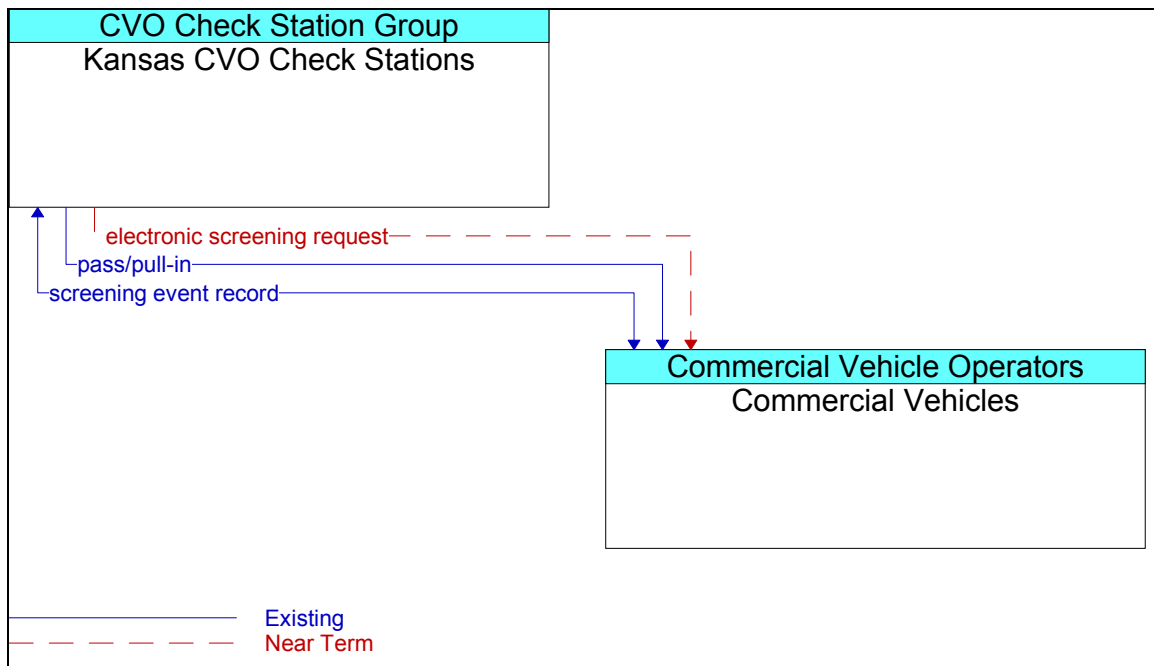 CVO Check Station Group
Kansas CVO Check Stations
electronic screening request
pass/pull-in
screening event record
Commercial Vehicle Operators
Commercial Vehicles
Existing
Near Term